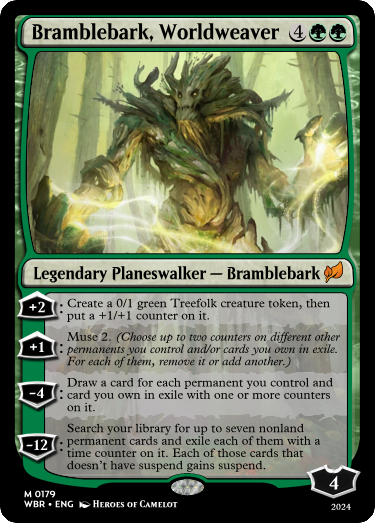 Bramblebark, Worldweaver 4
Legendary Planeswalker — Bramblebark
+2: Create a 0/1 green Treefolk creature token, then
put a +1/+1 counter on it.
+1: Muse 2. (Choose up to two counters on different other
permanents you control and/or cards you own in exile.
For each of them, remove it or add another.)
−4: Draw a card for each permanent you control and
card you own in exile with one or more counters
on it.
−12: Search your library for up to seven nonland
permanent cards and exile each of them with a
time counter on it. Each of those cards that
doesn't have suspend gains suspend.
4
M 0179
WBR • ENG Heroes of Camelot
2024